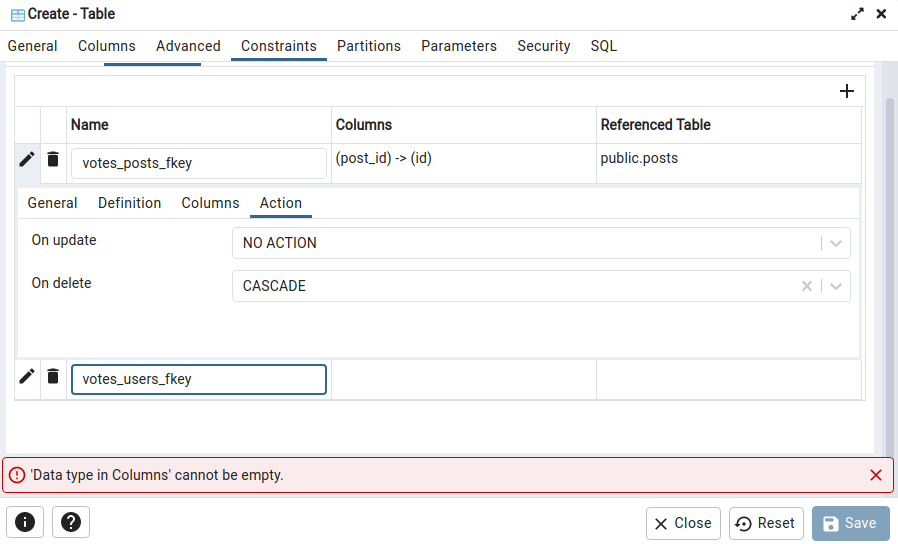 Create - Table
General Columns Advanced Constraints Partitions Parameters Security SQL
Name Columns Referenced Table
votes_posts_fkey (post_id) -> (id) public.posts
General Definition Columns Action
On update NO ACTION
On delete CASCADE
votes_users_fkey
'Data type in Columns' cannot be empty.
Close Reset Save